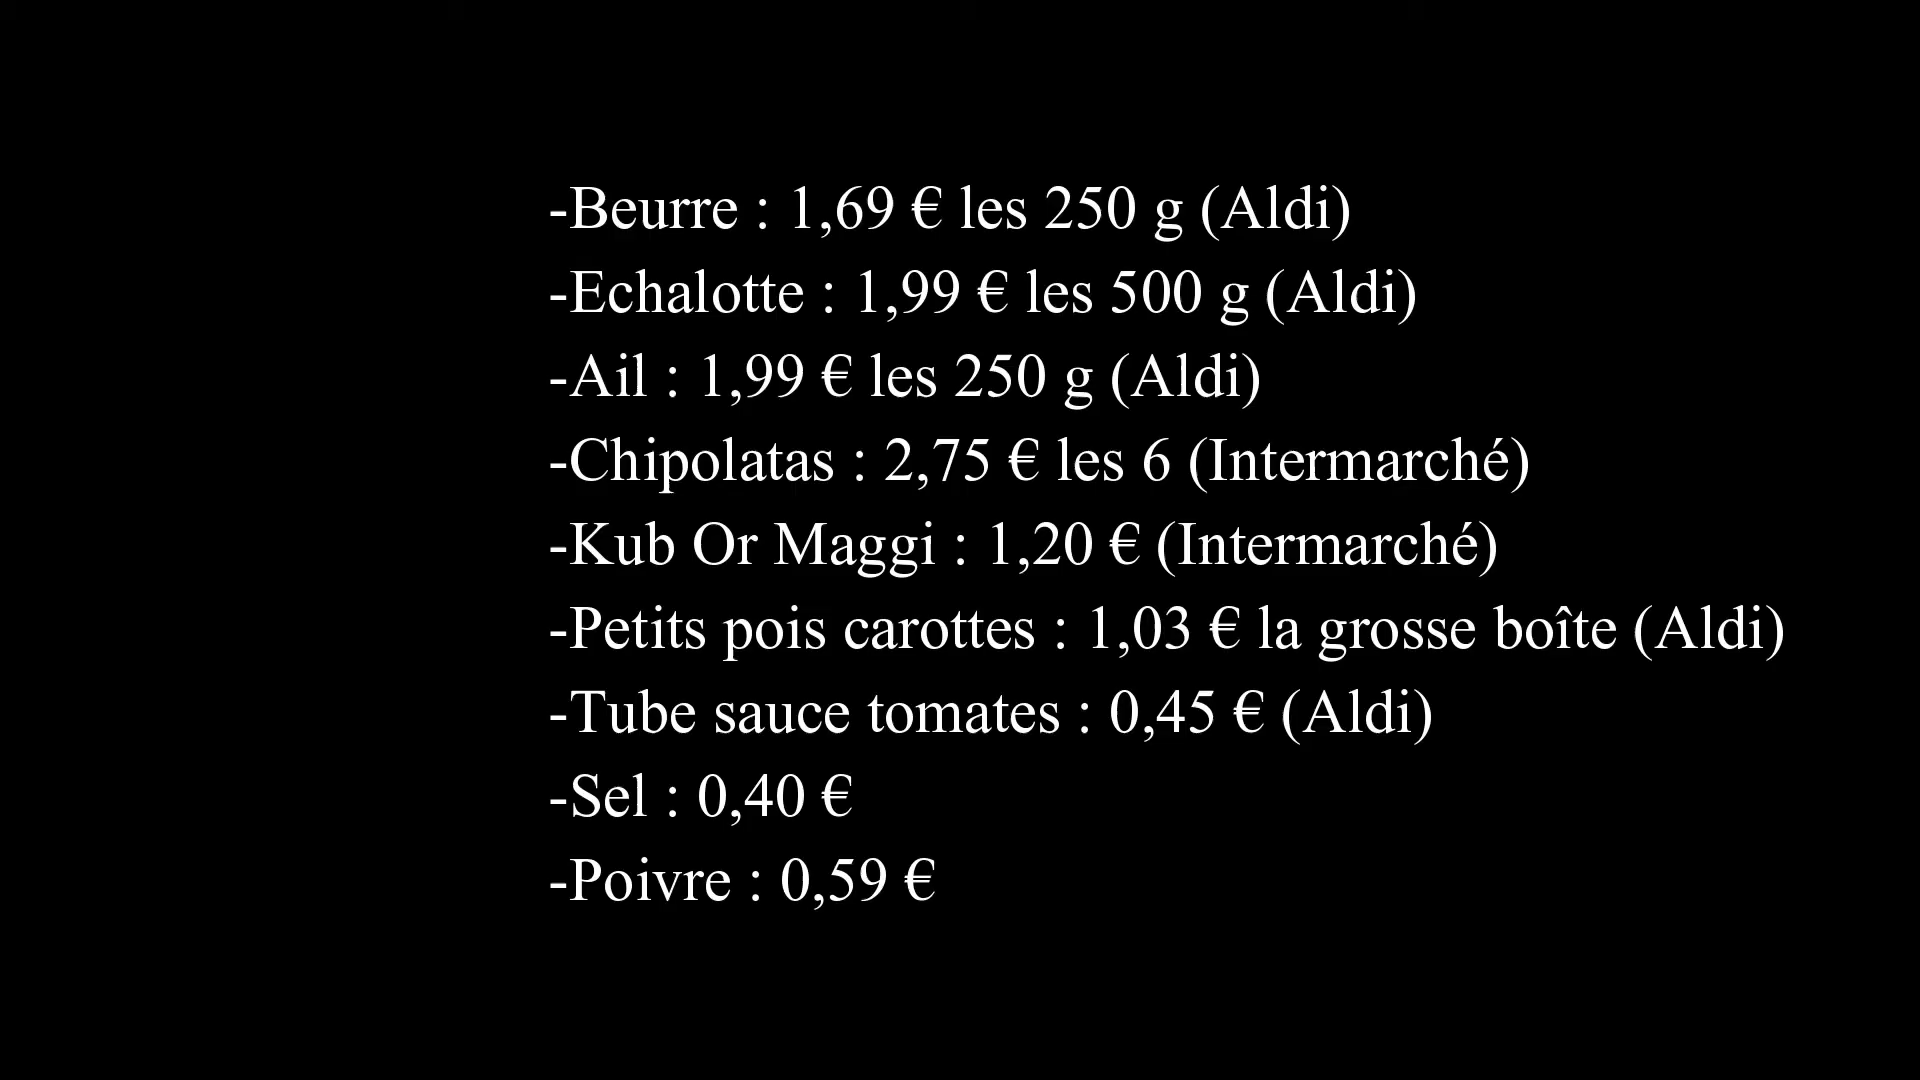 -Beurre : 1,69 € les 250 g (Aldi)
-Echalotte : 1,99 € les 500 g (Aldi)
-Ail : 1,99 € les 250 g (Aldi)
-Chipolatas : 2,75 € les 6 (Intermarché)
-Kub Or Maggi : 1,20 € (Intermarché)
-Petits pois carottes : 1,03 € la grosse boîte (Aldi)
-Tube sauce tomates : 0,45 € (Aldi)
-Sel : 0,40 €
-Poivre : 0,59 €